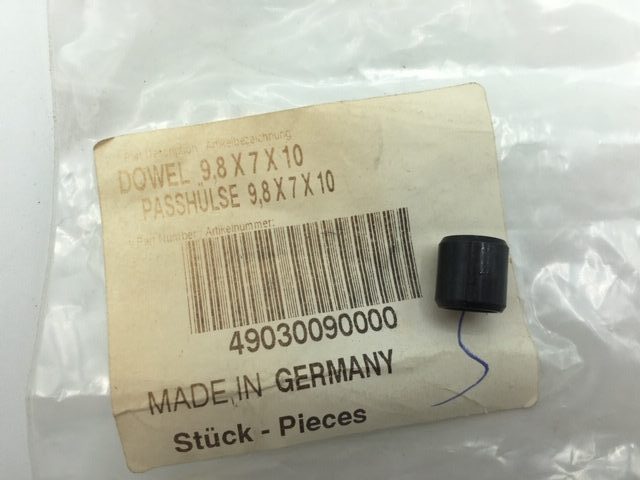 Part Description Artikelbezeichnung
DOWEL 9,8 X 7 X 10
PASSHÜLSE 9,8 X 7 X 10
Part Number: Artikelnummer:
49030090000
MADE IN GERMANY
Stück - Pieces